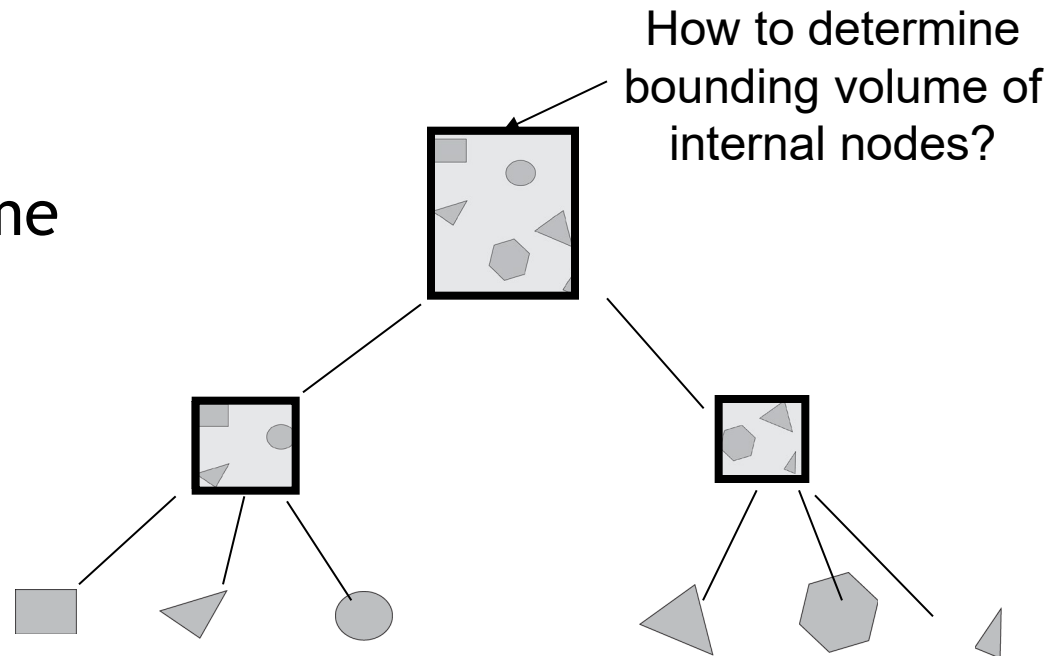 How to determine
bounding volume of
internal nodes?